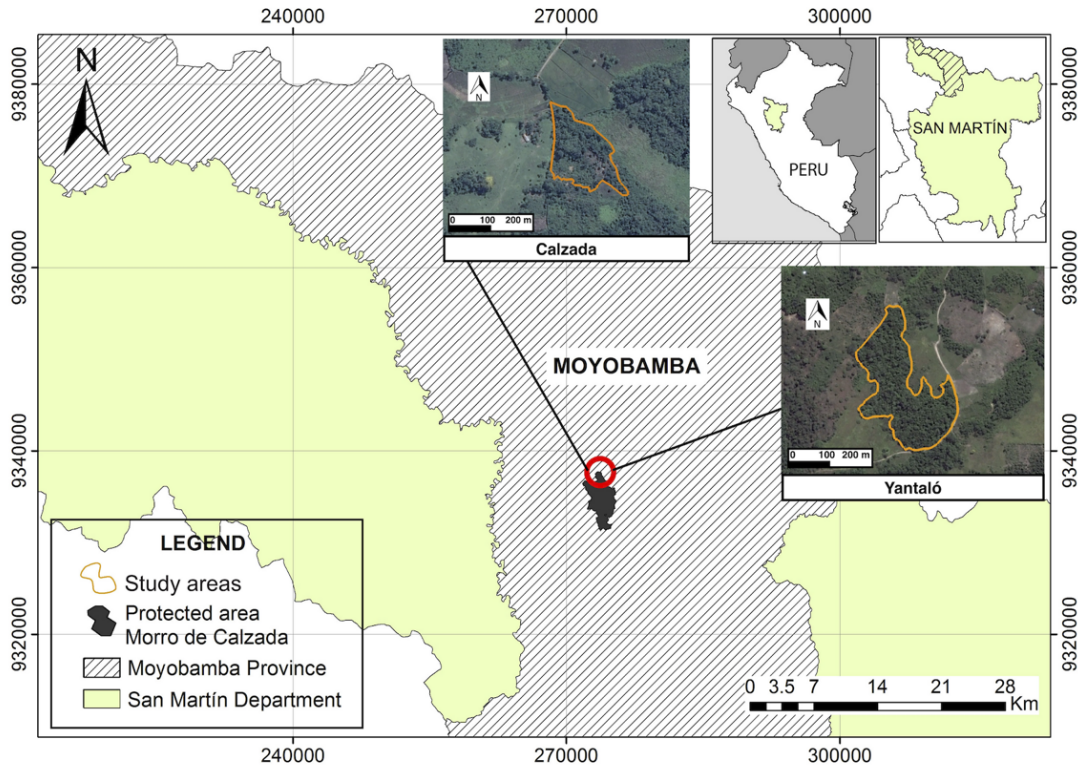 240000
270000
300000
9380000
9360000
9340000
9320000
N
N
0 100 200 m
Calzada
PERU
SAN MARTÍN
9380000
9360000
9340000
9320000
N
0 100 200 m
Yantaló
MOYOBAMBA
LEGEND
Study areas
Protected area
Morro de Calzada
Moyobamba Province
San Martín Department
0 3.5 7 14 21 28
Km
240000
270000
300000